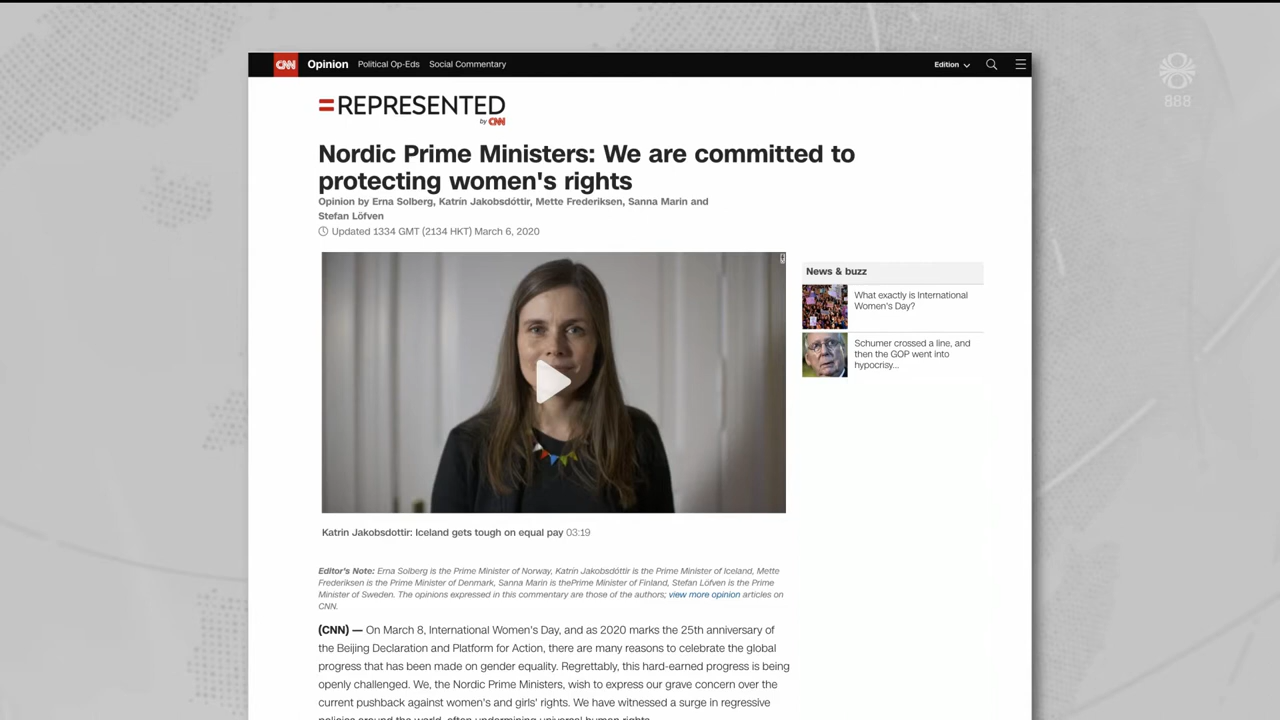 CNN Opinion Political Op-Eds Social Commentary Edition
888
=REPRESENTED
by CNN
Nordic Prime Ministers: We are committed to
protecting women's rights
Opinion by Erna Solberg, Katrín Jakobsdóttir, Mette Frederiksen, Sanna Marin and
Stefan Löfven
Updated 1334 GMT (2134 HKT) March 6, 2020
Katrin Jakobsdottir: Iceland gets tough on equal pay 03:19
News & buzz
What exactly is International
Women's Day?
Schumer crossed a line, and
then the GOP went into
hypocrisy...
Editor's Note: Erna Solberg is the Prime Minister of Norway, Katrín Jakobsdóttir is the Prime Minister of Iceland, Mette
Frederiksen is the Prime Minister of Denmark, Sanna Marin is thePrime Minister of Finland, Stefan Löfven is the Prime
Minister of Sweden. The opinions expressed in this commentary are those of the authors; view more opinion articles on
CNN.
(CNN) — On March 8, International Women's Day, and as 2020 marks the 25th anniversary of
the Beijing Declaration and Platform for Action, there are many reasons to celebrate the global
progress that has been made on gender equality. Regrettably, this hard-earned progress is being
openly challenged. We, the Nordic Prime Ministers, wish to express our grave concern over the
current pushback against women's and girls' rights. We have witnessed a surge in regressive
policies around the world, often undermining universal human rights